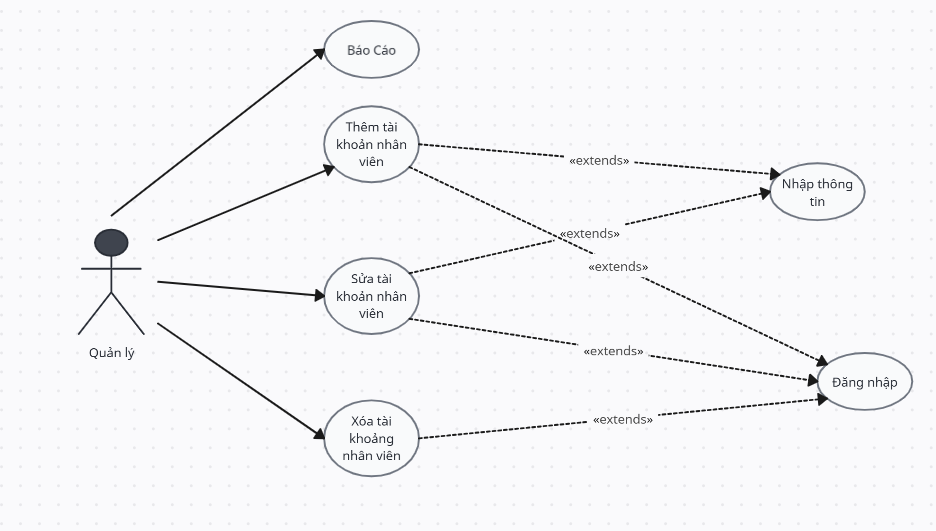 Báo Cáo
Thêm tài
khoản nhân
viên
«extends»
Nhập thông
tin
«extends»
«extends»
Sửa tài
khoản nhân
viên
Quản lý
«extends»
Đăng nhập
Xóa tài
khoảng
nhân viên
«extends»